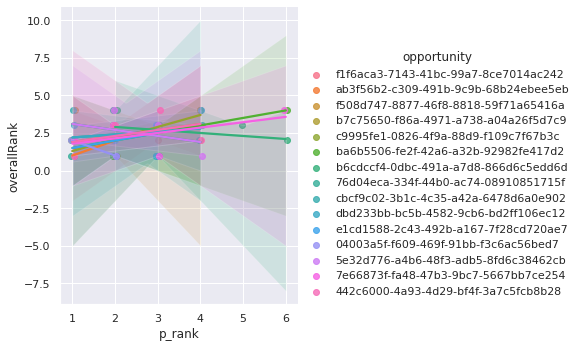 10.0
7.5
5.0
2.5
0.0
−2.5
−5.0
−7.5
overallRank
1 2 3 4 5 6
p_rank
opportunity
f1f6aca3-7143-41bc-99a7-8ce7014ac242
ab3f56b2-c309-491b-9c9b-68b24ebee5eb
f508d747-8877-46f8-8818-59f71a65416a
b7c75650-f86a-4971-a738-a04a26f5d7c9
c9995fe1-0826-4f9a-88d9-f109c7f67b3c
ba6b5506-fe2f-42a6-a32b-92982fe417d2
b6cdccf4-0dbc-491a-a7d8-866d6c5edd6d
76d04eca-334f-44b0-ac74-08910851715f
cbcf9c02-3b1c-4c35-a42a-6478d6a0e902
dbd233bb-bc5b-4582-9cb6-bd2ff106ec12
e1cd1588-2c43-492b-a167-7f28cd720ae7
04003a5f-f609-469f-91bb-f3c6ac56bed7
5e32d776-a4b6-48f3-adb5-8fd6c38462cb
7e66873f-fa48-47b3-9bc7-5667bb7ce254
442c6000-4a93-4d29-bf4f-3a7c5fcb8b28